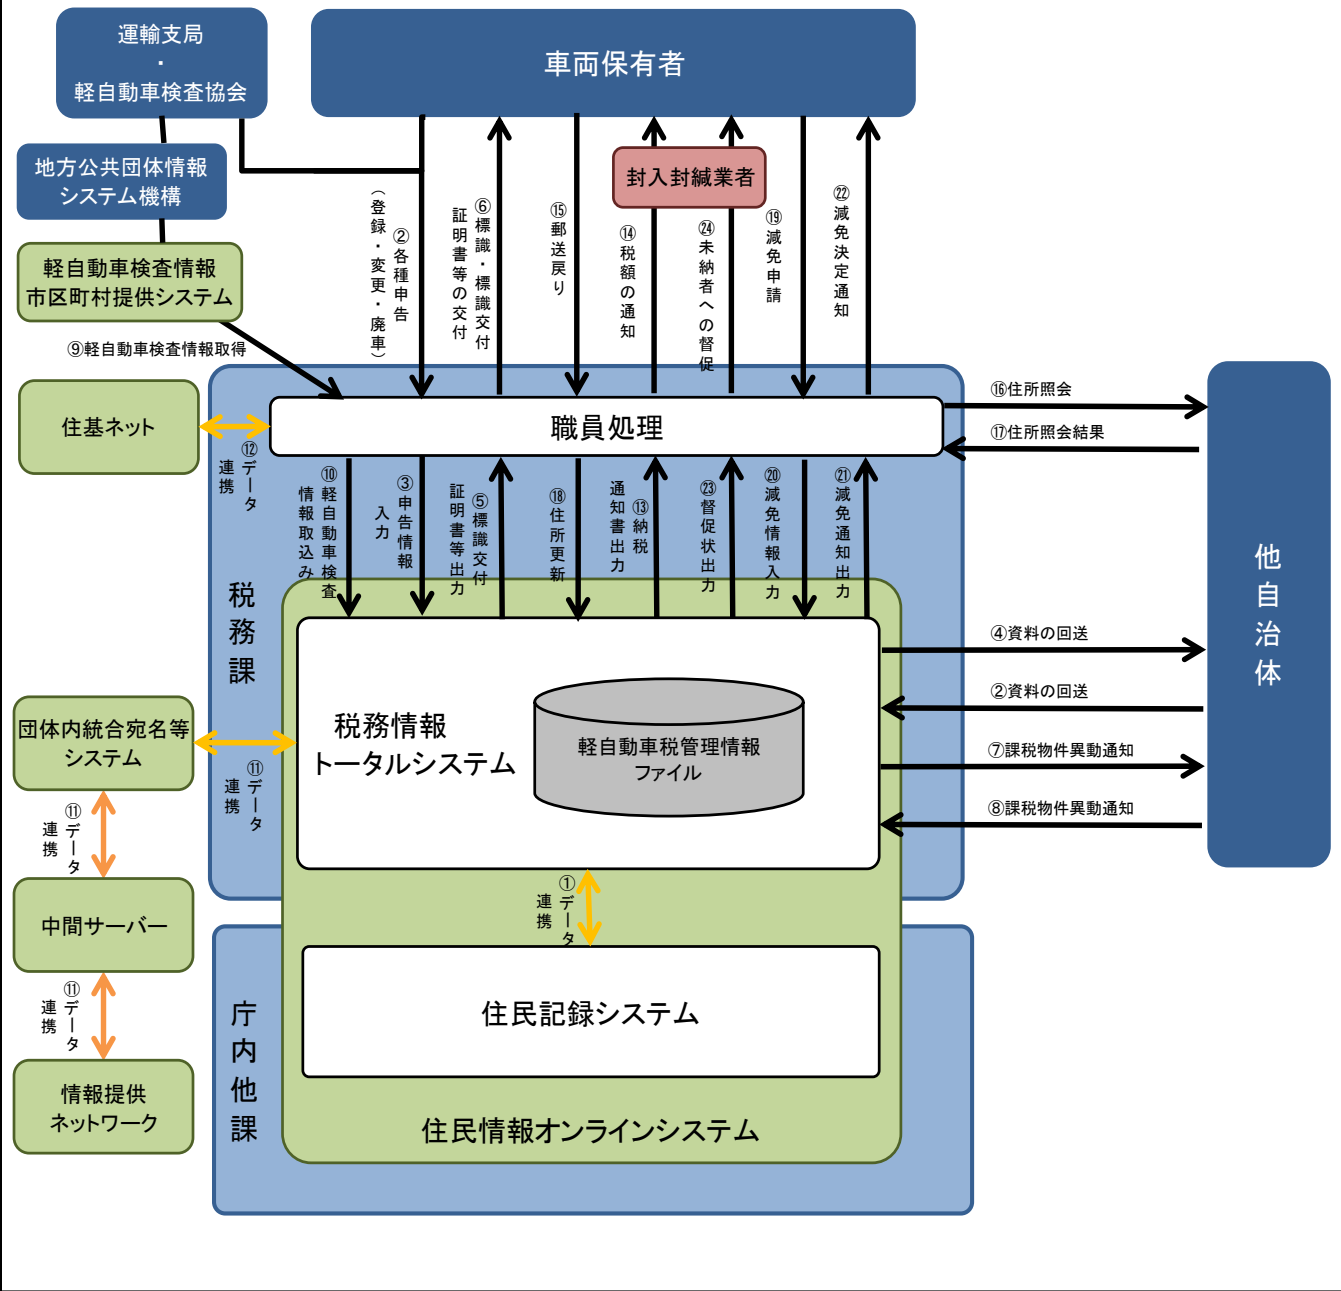 運輸支局
・
軽自動車検査協会
車両保有者
地方公共団体情報
システム機構
封入封緘業者
軽自動車検査情報
市区町村提供システム
②各種申告
（登録・変更・廃車）
⑥標識・標識交付
証明書等の交付
⑮郵送戻り
⑭税額の通知
㉔未納者への督促
⑲減免申請
㉒減免決定通知
⑨軽自動車検査情報取得
住基ネット
職員処理
⑯住所照会
⑰住所照会結果
⑫データ
連携
⑩軽自動車検査
情報取込み
③申告情報
入力
⑤標識交付
証明書等出力
⑱住所更新
⑬納税
通知書出力
㉓督促状出力
⑳減免情報入力
㉑減免通知出力
税務課
他自治体
④資料の回送
②資料の回送
⑦課税物件異動通知
⑧課税物件異動通知
税務情報
トータルシステム
軽自動車税管理情報
ファイル
団体内統合宛名等
システム
⑪データ
連携
⑪データ
連携
①データ
連携
中間サーバー
⑪データ
連携
住民記録システム
庁内他課
情報提供
ネットワーク
住民情報オンラインシステム